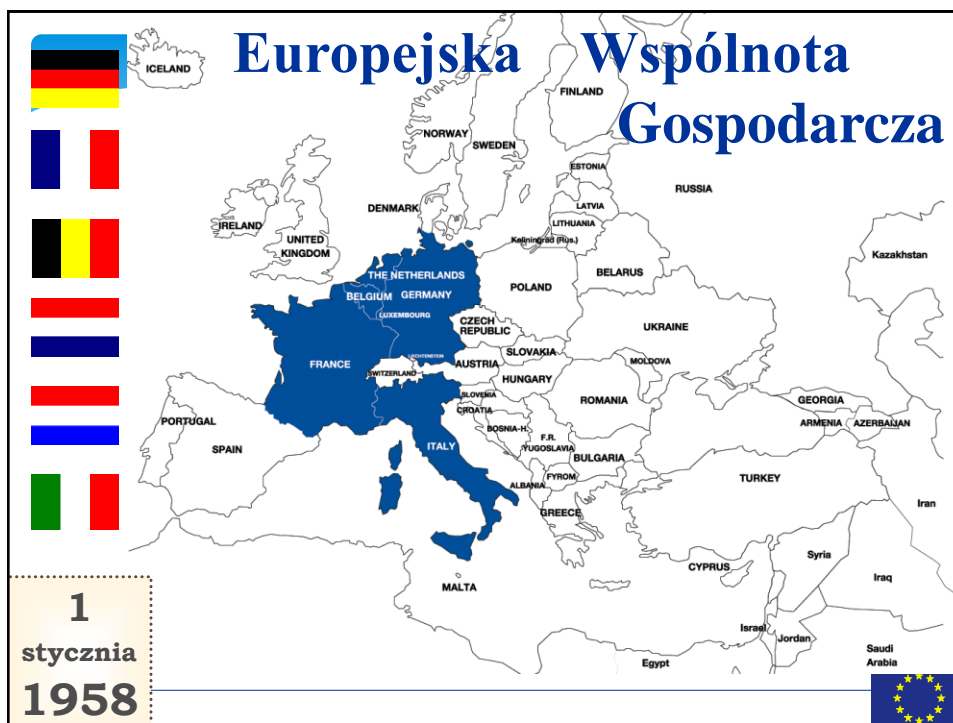 Europejska Wspólnota
Gospodarcza
ICELAND
FINLAND
NORWAY
SWEDEN
ESTONIA
RUSSIA
LATVIA
DENMARK
LITHUANIA
IRELAND
UNITED
KINGDOM
Kaliningrad (Rus.)
Kazakhstan
THE NETHERLANDS
BELARUS
BELGIUM
GERMANY
POLAND
LUXEMBOURG
CZECH
REPUBLIC
UKRAINE
SLOVAKIA
LIECHTENSTEIN
FRANCE
AUSTRIA
MOLDOVA
SWITZERLAND
HUNGARY
SLOVENIA
ROMANIA
GEORGIA
CROATIA
PORTUGAL
ARMENIA
AZERBAIJAN
BOSNIA-H.
SPAIN
ITALY
F.R.
YUGOSLAVIA
BULGARIA
ALBANIA
FYROM
TURKEY
GREECE
Iran
Syria
CYPRUS
Iraq
MALTA
Israel
Jordan
Saudi
Arabia
Egypt
1
stycznia
1958